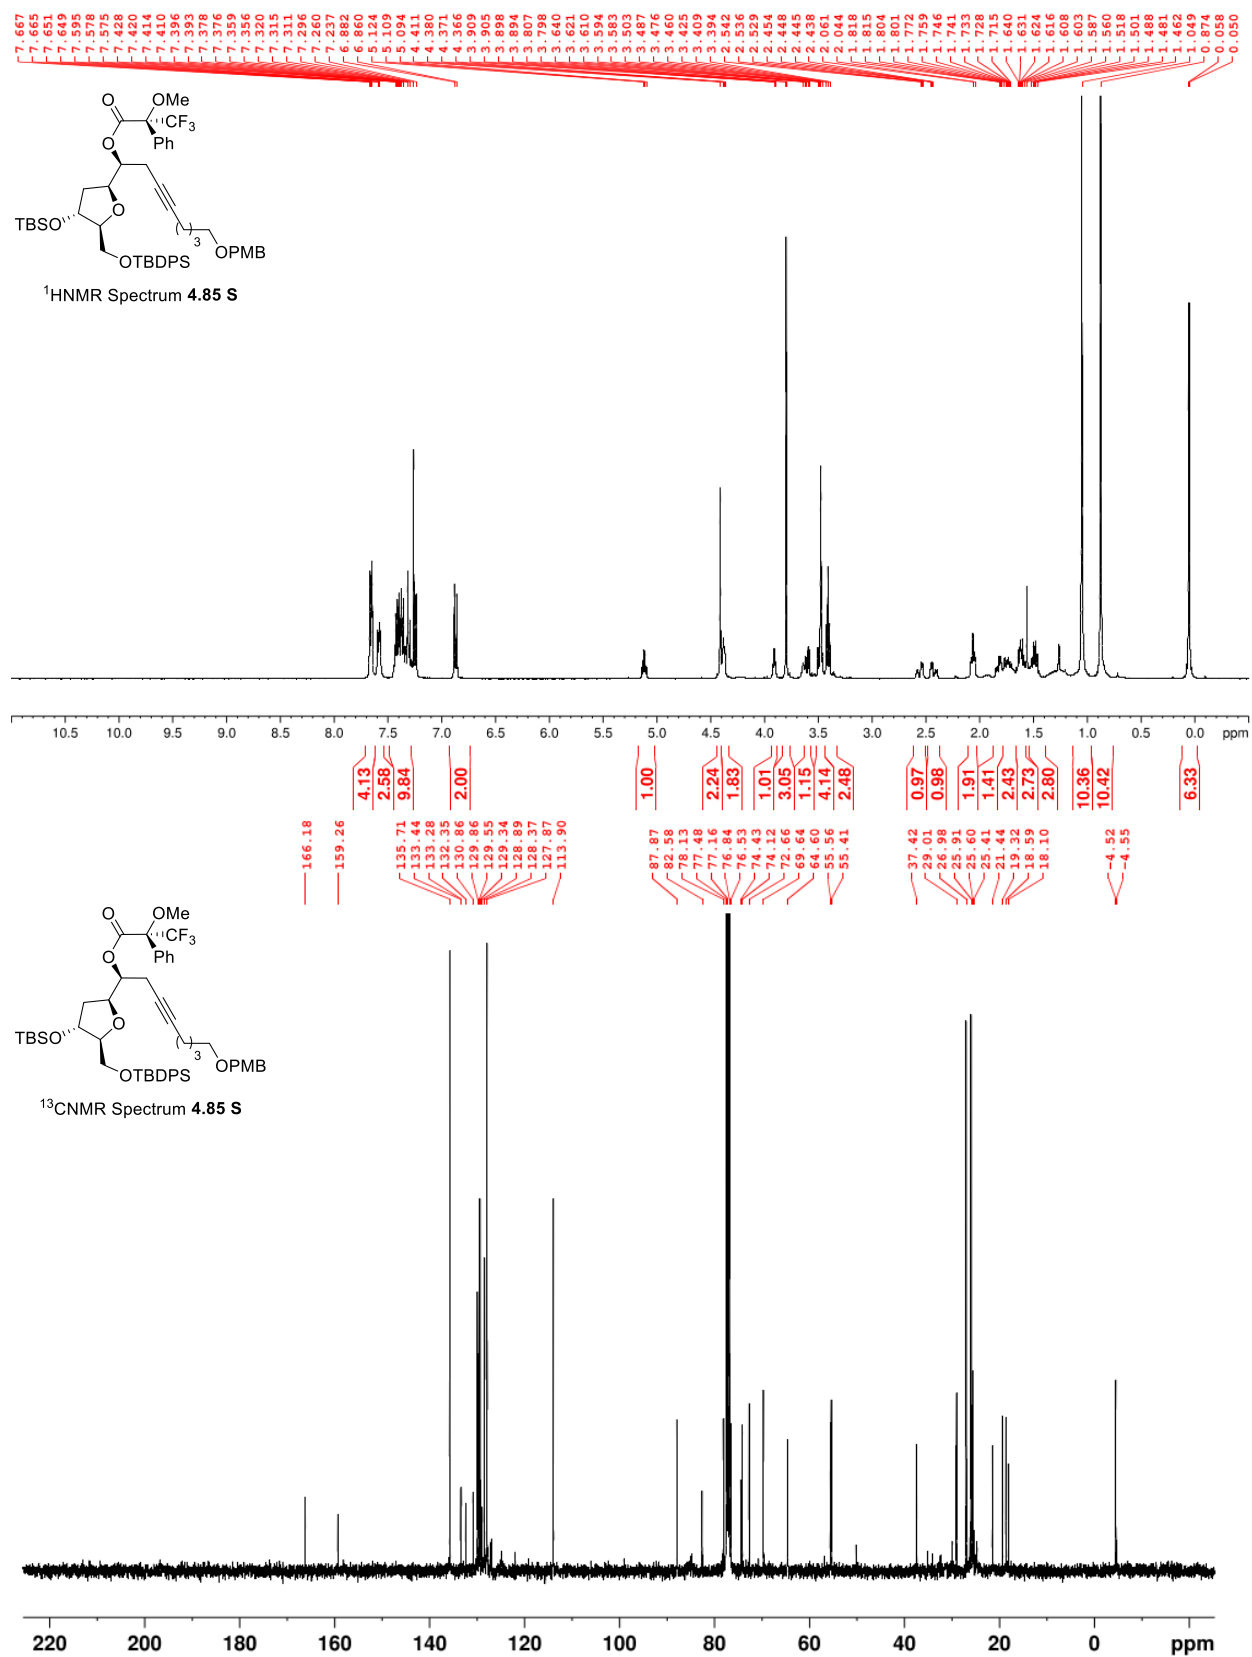 7.667 7.665 7.651 7.649 7.595 7.578 7.575 7.428 7.420 7.414 7.410 7.396 7.393 7.378 7.376 7.359 7.356 7.320 7.315 7.311 7.296 7.260 7.237 6.882 6.860 5.124 5.109 5.094 4.411 4.380 4.371 4.366 3.909 3.905 3.898 3.894 3.807 3.798 3.640 3.621 3.610 3.594 3.583 3.503 3.487 3.476 3.460 3.425 3.409 3.394 2.542 2.536 2.529 2.454 2.448 2.445 2.438 2.061 2.044 1.818 1.815 1.804 1.801 1.772 1.759 1.746 1.741 1.733 1.728 1.715 1.640 1.631 1.624 1.616 1.608 1.603 1.587 1.560 1.518 1.501 1.488 1.481 1.462 1.049 0.874 0.058 0.050
O OMe
CF3
O Ph
O
TBSO
3
OPMB
OTBDPS
1HNMR Spectrum 4.85 S
10.5 10.0 9.5 9.0 8.5 8.0 7.5 7.0 6.5 6.0 5.5 5.0 4.5 4.0 3.5 3.0 2.5 2.0 1.5 1.0 0.5 0.0 ppm
4.13 2.58 9.84 2.00 1.00 2.24 1.83 1.01 3.05 1.15 4.14 2.48 0.97 0.98 1.91 1.41 2.43 2.73 2.80 10.36 10.42 6.33
166.18 159.26 135.71 133.44 133.28 132.35 130.86 129.86 129.55 129.34 128.89 128.37 127.87 113.90 87.87 82.58 78.13 77.48 77.16 76.84 76.53 74.43 74.12 72.66 69.64 64.60 55.56 55.41 37.42 29.01 26.98 25.91 25.60 25.41 21.44 19.32 18.59 18.10 -4.52 -4.55
O OMe
CF3
O Ph
O
TBSO
3
OPMB
OTBDPS
13CNMR Spectrum 4.85 S
220 200 180 160 140 120 100 80 60 40 20 0 ppm